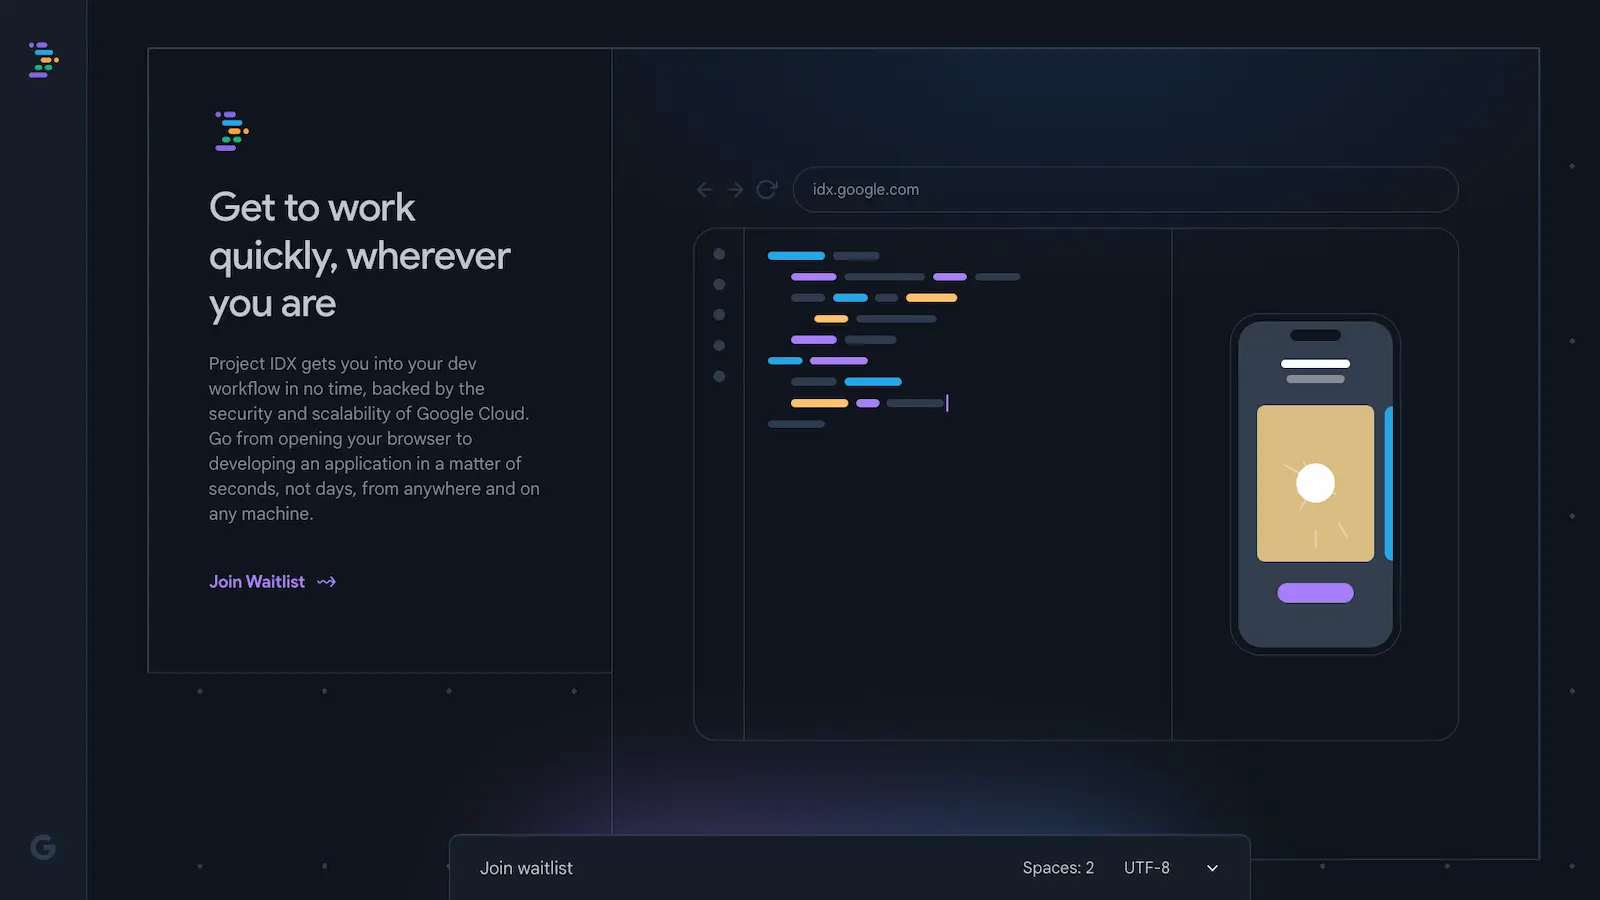 Get to work
quickly, wherever
you are
Project IDX gets you into your dev
workflow in no time, backed by the
security and scalability of Google Cloud.
Go from opening your browser to
developing an application in a matter of
seconds, not days, from anywhere and on
any machine.
Join Waitlist
idx.google.com
G
Join waitlist Spaces: 2 UTF-8